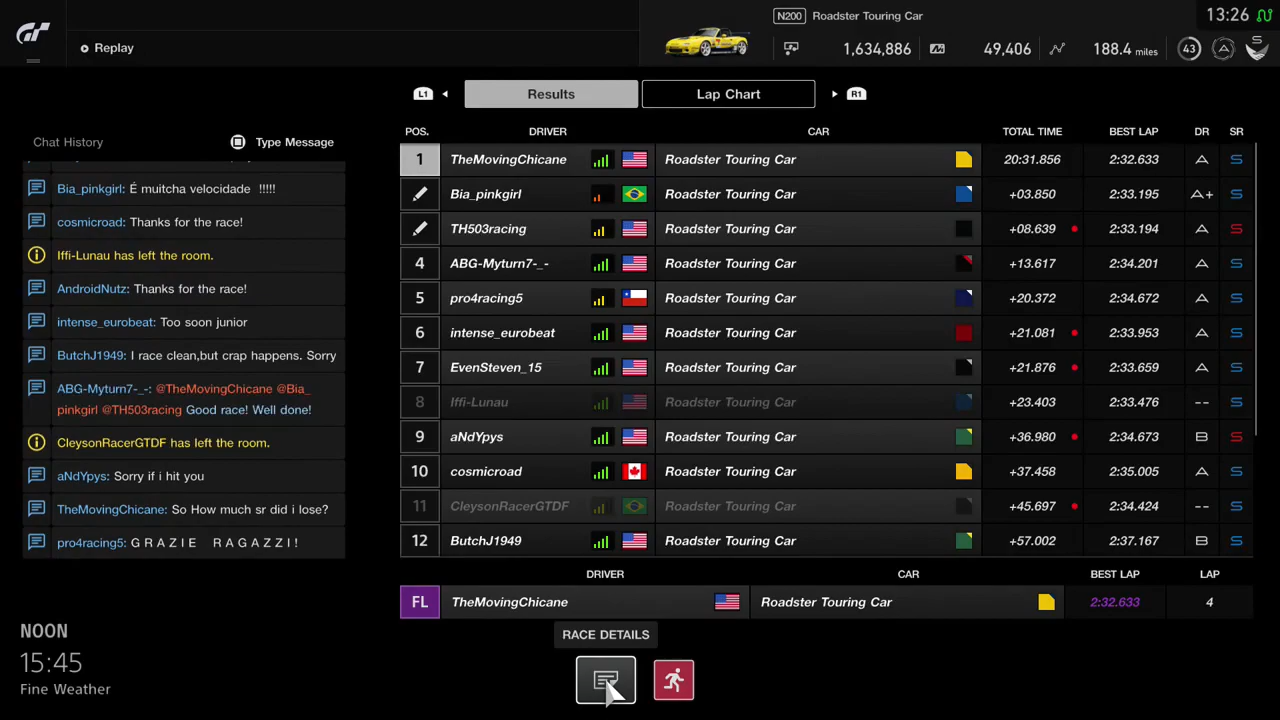 N200 Roadster Touring Car
13:26
Replay
1,634,886
49,406
188.4 miles
43
A
S
L1
Results
Lap Chart
R1
Chat History
Type Message
Bia_pinkgirl: É muitcha velocidade !!!!!
cosmicroad: Thanks for the race!
Iffi-Lunau has left the room.
AndroidNutz: Thanks for the race!
intense_eurobeat: Too soon junior
ButchJ1949: I race clean,but crap happens. Sorry
ABG-Myturn7-_-: @TheMovingChicane @Bia_
pinkgirl @TH503racing Good race! Well done!
CleysonRacerGTDF has left the room.
aNdYpys: Sorry if i hit you
TheMovingChicane: So How much sr did i lose?
pro4racing5: G R A Z I E R A G A Z Z I !
POS. DRIVER CAR TOTAL TIME BEST LAP DR SR
1 TheMovingChicane Roadster Touring Car 20:31.856 2:32.633 A S
Bia_pinkgirl Roadster Touring Car +03.850 2:33.195 A+ S
TH503racing Roadster Touring Car +08.639 2:33.194 A S
4 ABG-Myturn7-_- Roadster Touring Car +13.617 2:34.201 A S
5 pro4racing5 Roadster Touring Car +20.372 2:34.672 A S
6 intense_eurobeat Roadster Touring Car +21.081 2:33.953 A S
7 EvenSteven_15 Roadster Touring Car +21.876 2:33.659 A S
8 Iffi-Lunau Roadster Touring Car +23.403 2:33.476 -- S
9 aNdYpys Roadster Touring Car +36.980 2:34.673 B S
10 cosmicroad Roadster Touring Car +37.458 2:35.005 A S
11 CleysonRacerGTDF Roadster Touring Car +45.697 2:34.424 -- S
12 ButchJ1949 Roadster Touring Car +57.002 2:37.167 B S
DRIVER CAR BEST LAP LAP
FL TheMovingChicane Roadster Touring Car 2:32.633 4
RACE DETAILS
NOON
15:45
Fine Weather